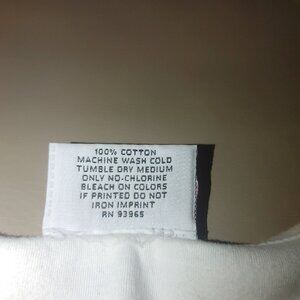 100% COTTON
MACHINE WASH COLD
TUMBLE DRY MEDIUM
ONLY NO-CHLORINE
BLEACH ON COLORS
IF PRINTED DO NOT
IRON IMPRINT
RN 93965